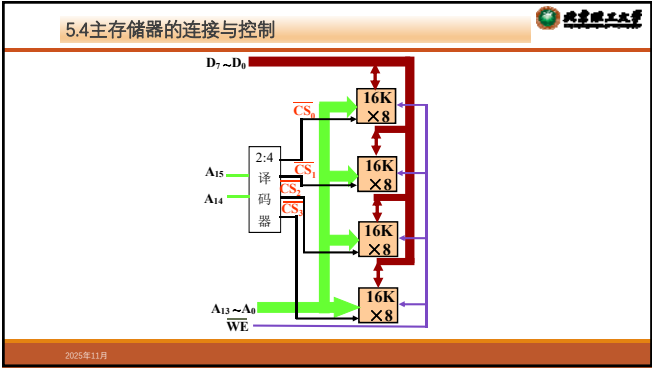 5.4主存储器的连接与控制
北京理工大学
D7~D0
16K
×8
CS0
2:4
译
码
器
A15
A14
CS1
16K
×8
CS2
CS3
16K
×8
16K
×8
A13~A0
WE
2025年11月